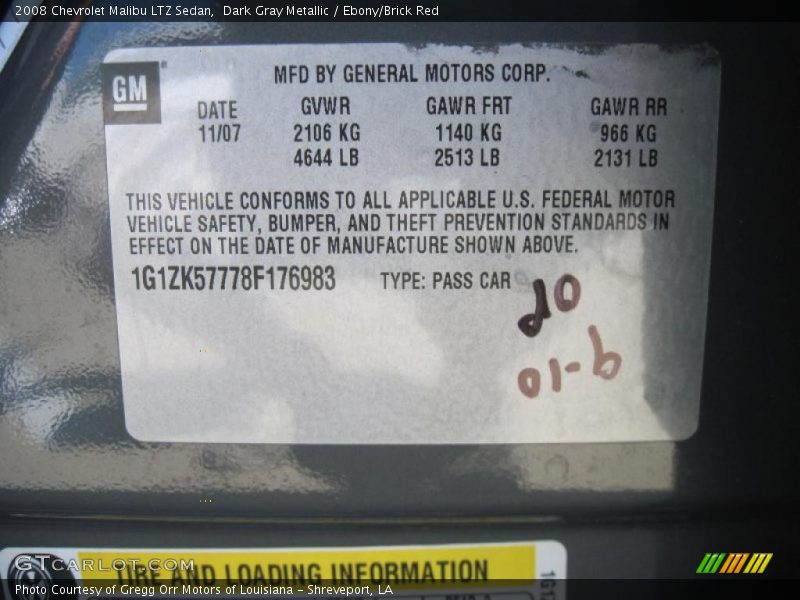 2008 Chevrolet Malibu LTZ Sedan, Dark Gray Metallic / Ebony/Brick Red
MFD BY GENERAL MOTORS CORP.
GM
DATE GVWR GAWR FRT GAWR RR
11/07 2106 KG 1140 KG 966 KG
4644 LB 2513 LB 2131 LB
THIS VEHICLE CONFORMS TO ALL APPLICABLE U.S. FEDERAL MOTOR
VEHICLE SAFETY, BUMPER, AND THEFT PREVENTION STANDARDS IN
EFFECT ON THE DATE OF MANUFACTURE SHOWN ABOVE.
1G1ZK57778F176983 TYPE: PASS CAR
TIRE AND LOADING INFORMATION
GTCARLOT.COM
Photo Courtesy of Gregg Orr Motors of Louisiana - Shreveport, LA